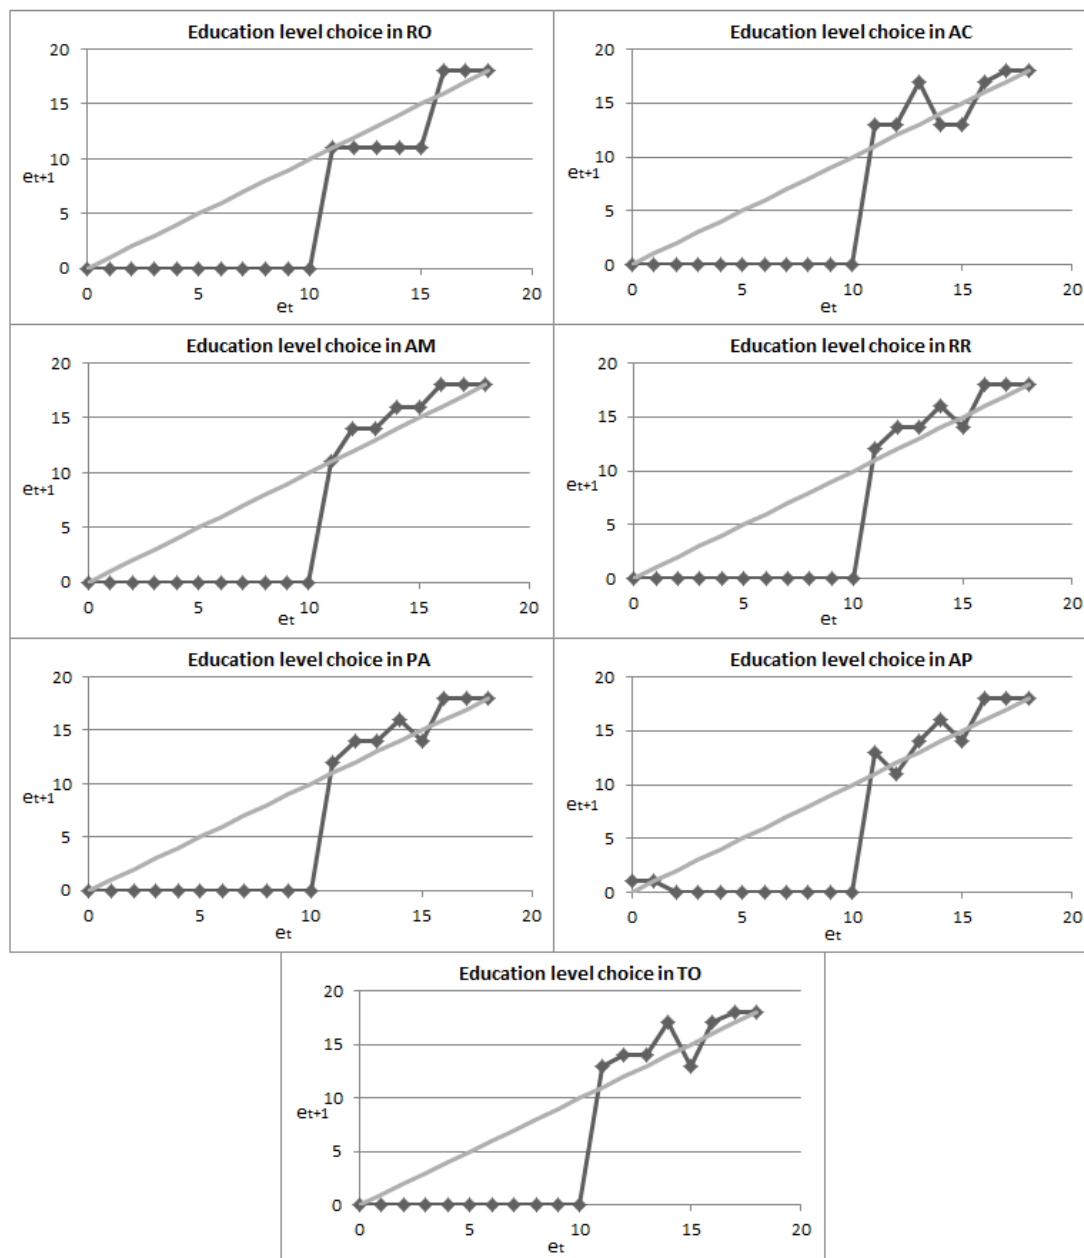 Education level choice in RO
20
15
10
5
0
et+1
0 5 10 15 20
et
Education level choice in AC
20
15
10
5
0
et+1
0 5 10 15 20
et
Education level choice in AM
20
15
10
5
0
et+1
0 5 10 15 20
et
Education level choice in RR
20
15
10
5
0
et+1
0 5 10 15 20
et
Education level choice in PA
20
15
10
5
0
et+1
0 5 10 15 20
et
Education level choice in AP
20
15
10
5
0
et+1
0 5 10 15 20
et
Education level choice in TO
20
15
10
5
0
et+1
0 5 10 15 20
et